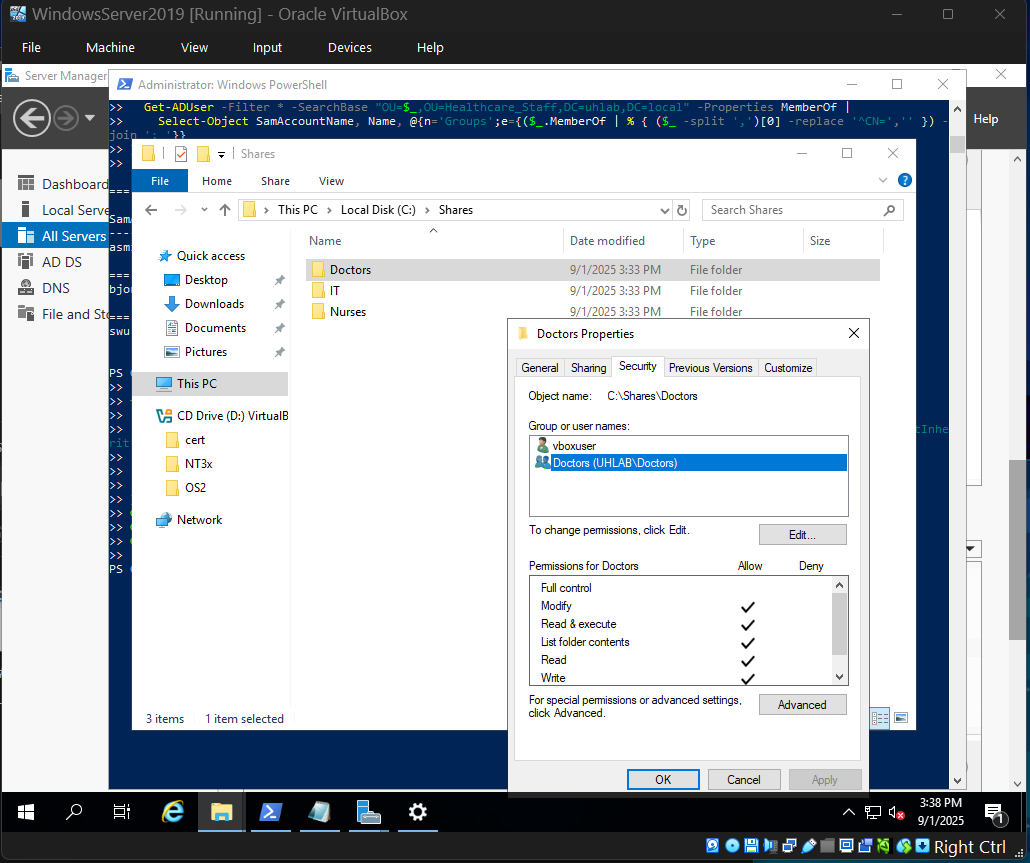 WindowsServer2019 [Running] - Oracle VirtualBox
File Machine View Input Devices Help
Server Manager
Administrator: Windows PowerShell
>> Get-ADUser -Filter * -SearchBase "OU=$_,OU=Healthcare_Staff,DC=uhlab,DC=local" -Properties MemberOf |
>> Select-Object SamAccountName, Name, @{n='Groups';e={($_.MemberOf | % { ($_ -split ',')[0] -replace '^CN=','' }) -
join '; '}}
>>
>>
Help
Shares
File Home Share View
This PC > Local Disk (C:) > Shares
Search Shares
Name Date modified Type Size
Doctors 9/1/2025 3:33 PM File folder
IT 9/1/2025 3:33 PM File folder
Nurses 9/1/2025 3:33 PM File folder
Quick access
Desktop
Downloads
Documents
Pictures
This PC
CD Drive (D:) VirtualB
cert
NT3x
OS2
Network
3 items 1 item selected
Dashboard
Local Serve
All Servers
AD DS
DNS
File and Sto
===
Sam
---
asmi
===
bjon
===
swu
PS
>>
>>
>>
>> ctInhe
rit
>>
>>
>>
>>
>>
>>
>>
>>
PS
Doctors Properties
General Sharing Security Previous Versions Customize
Object name: C:\Shares\Doctors
Group or user names:
vboxuser
Doctors (UHLAB\Doctors)
To change permissions, click Edit.
Edit...
Permissions for Doctors Allow Deny
Full control
Modify
Read & execute
List folder contents
Read
Write
For special permissions or advanced settings,
click Advanced.
Advanced
OK Cancel Apply
3:38 PM
9/1/2025
1
Right Ctrl